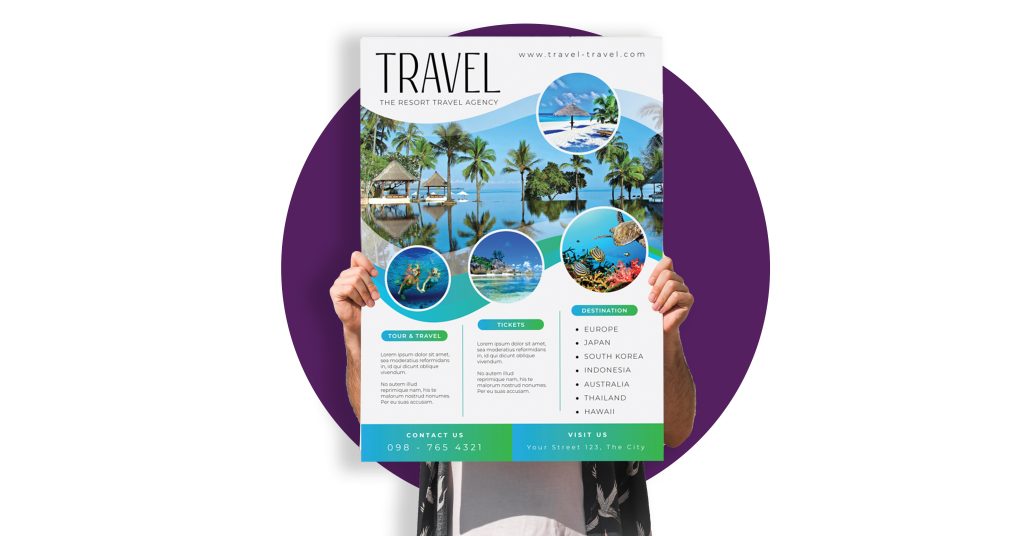 TRAVEL
THE RESORT TRAVEL AGENCY
www.travel-travel.com
TOUR & TRAVEL
Lorem ipsum dolor sit amet,
sea moderatius reformidans
in, id qui dicunt oblique
vivendum.
No autem illud
reprimique nam, his te
malorum nostrud nonumes.
Per eu suas accusam.
TICKETS
Lorem ipsum dolor sit amet,
sea moderatius reformidans
in, id qui dicunt oblique
vivendum.
No autem illud
reprimique nam, his te
malorum nostrud nonumes.
Per eu suas accusam.
DESTINATION
• EUROPE
• JAPAN
• SOUTH KOREA
• INDONESIA
• AUSTRALIA
• THAILAND
• HAWAII
CONTACT US
098 - 765 4321
VISIT US
Your Street 123, The City